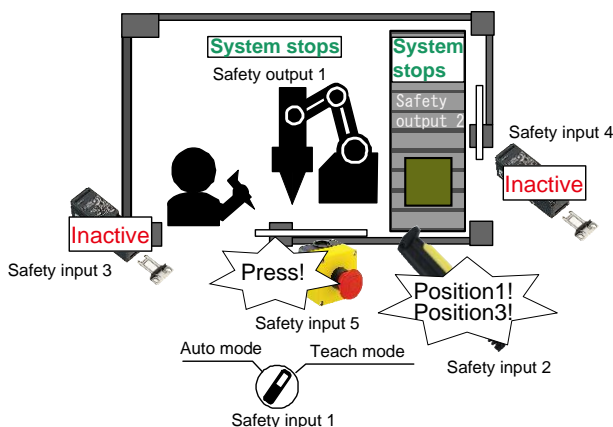 System stops
Safety output 1
System
stops
Safety
output 2
Safety input 4
Inactive
Inactive
Safety input 3
Press!
Position1!
Position3!
Safety input 5
Safety input 2
Auto mode
Teach mode
Safety input 1